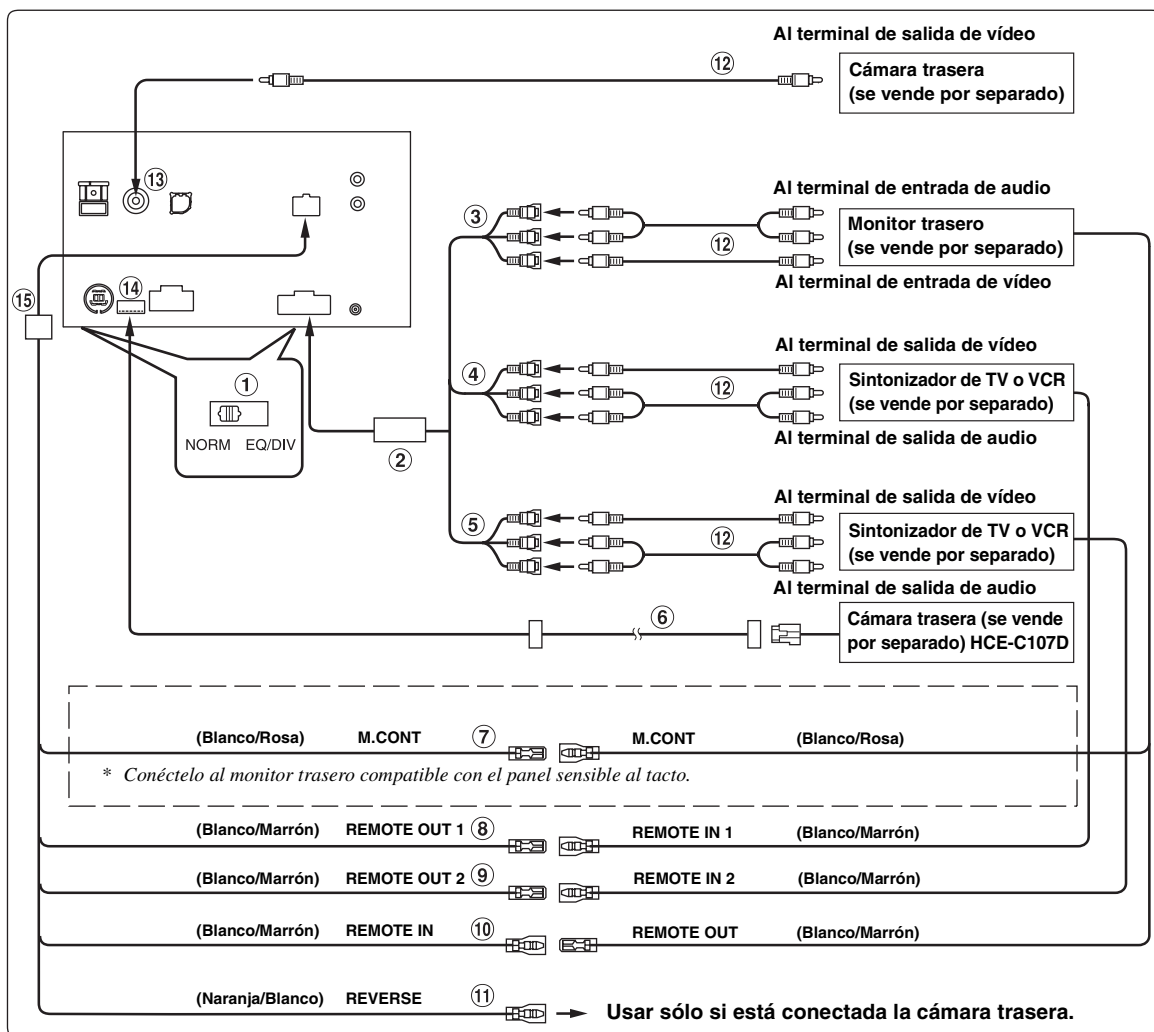 Al terminal de salida de vídeo
⑫
Cámara trasera
(se vende por separado)
⑬
Al terminal de entrada de audio
③
Monitor trasero
(se vende por separado)
⑫
Al terminal de entrada de vídeo
⑮
⑭
Al terminal de salida de vídeo
④
⑫
Sintonizador de TV o VCR
(se vende por separado)
①
NORM EQ/DIV
②
Al terminal de salida de audio
Al terminal de salida de vídeo
⑤
⑫
Sintonizador de TV o VCR
(se vende por separado)
Al terminal de salida de audio
⑥
Cámara trasera (se vende
por separado) HCE-C107D
(Blanco/Rosa) M.CONT ⑦ M.CONT (Blanco/Rosa)
* Conéctelo al monitor trasero compatible con el panel sensible al tacto.
(Blanco/Marrón) REMOTE OUT 1 ⑧ REMOTE IN 1 (Blanco/Marrón)
(Blanco/Marrón) REMOTE OUT 2 ⑨ REMOTE IN 2 (Blanco/Marrón)
(Blanco/Marrón) REMOTE IN ⑩ REMOTE OUT (Blanco/Marrón)
(Naranja/Blanco) REVERSE ⑪ Usar sólo si está conectada la cámara trasera.